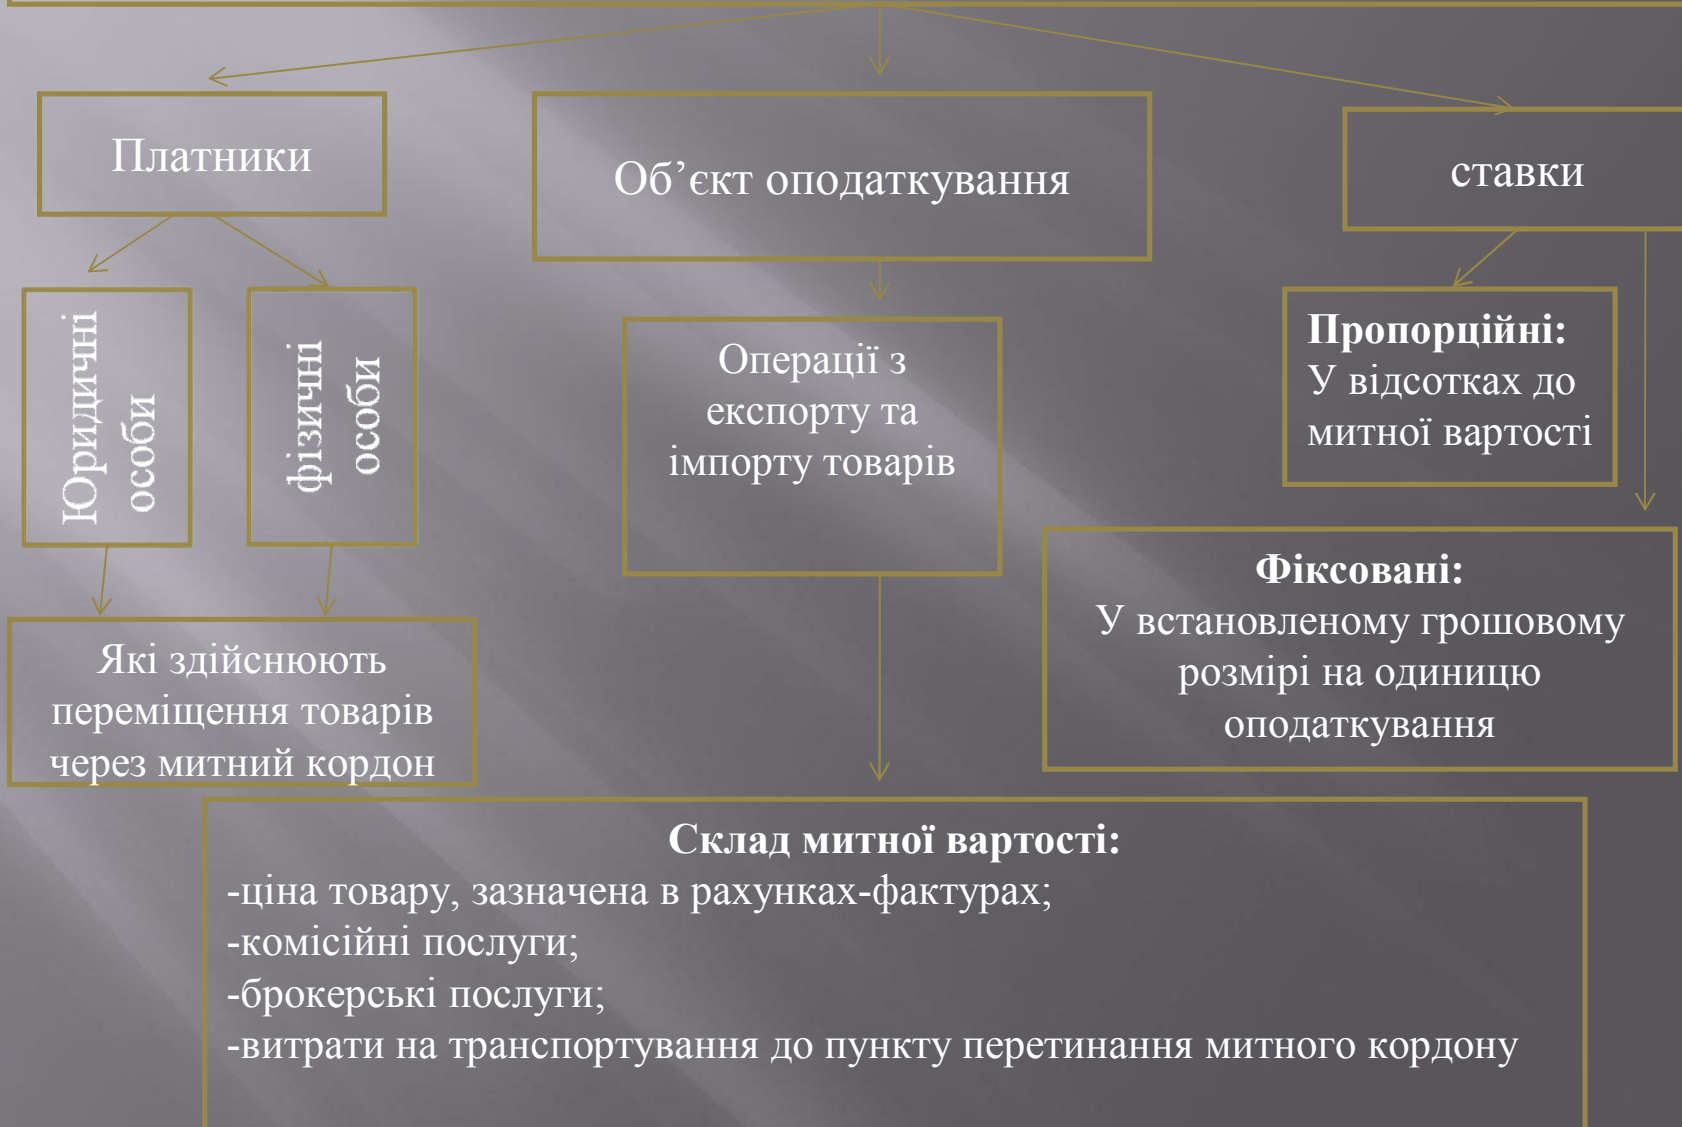 Платники
Об’єкт оподаткування
ставки
Юридичні
особи
фізичні
особи
Операції з
експорту та
імпорту товарів
Пропорційні:
У відсотках до
митної вартості
Фіксовані:
У встановленому грошовому
розмірі на одиницю
оподаткування
Які здійснюють
переміщення товарів
через митний кордон
Склад митної вартості:
-ціна товару, зазначена в рахунках-фактурах;
-комісійні послуги;
-брокерські послуги;
-витрати на транспортування до пункту перетинання митного кордону